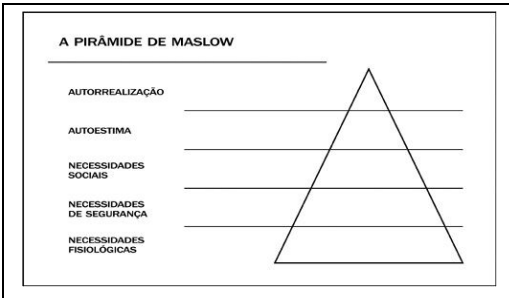 A PIRÂMIDE DE MASLOW
AUTORREALIZAÇÃO
AUTOESTIMA
NECESSIDADES
SOCIAIS
NECESSIDADES
DE SEGURANÇA
NECESSIDADES
FISIOLÓGICAS